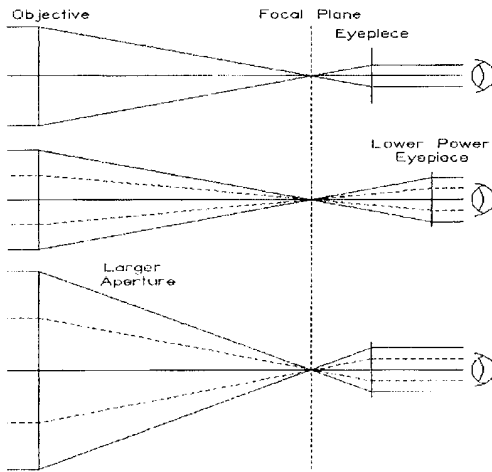 Objective
Focal Plane
Eyepiece
Lower Power
Eyepiece
Larger
Aperture